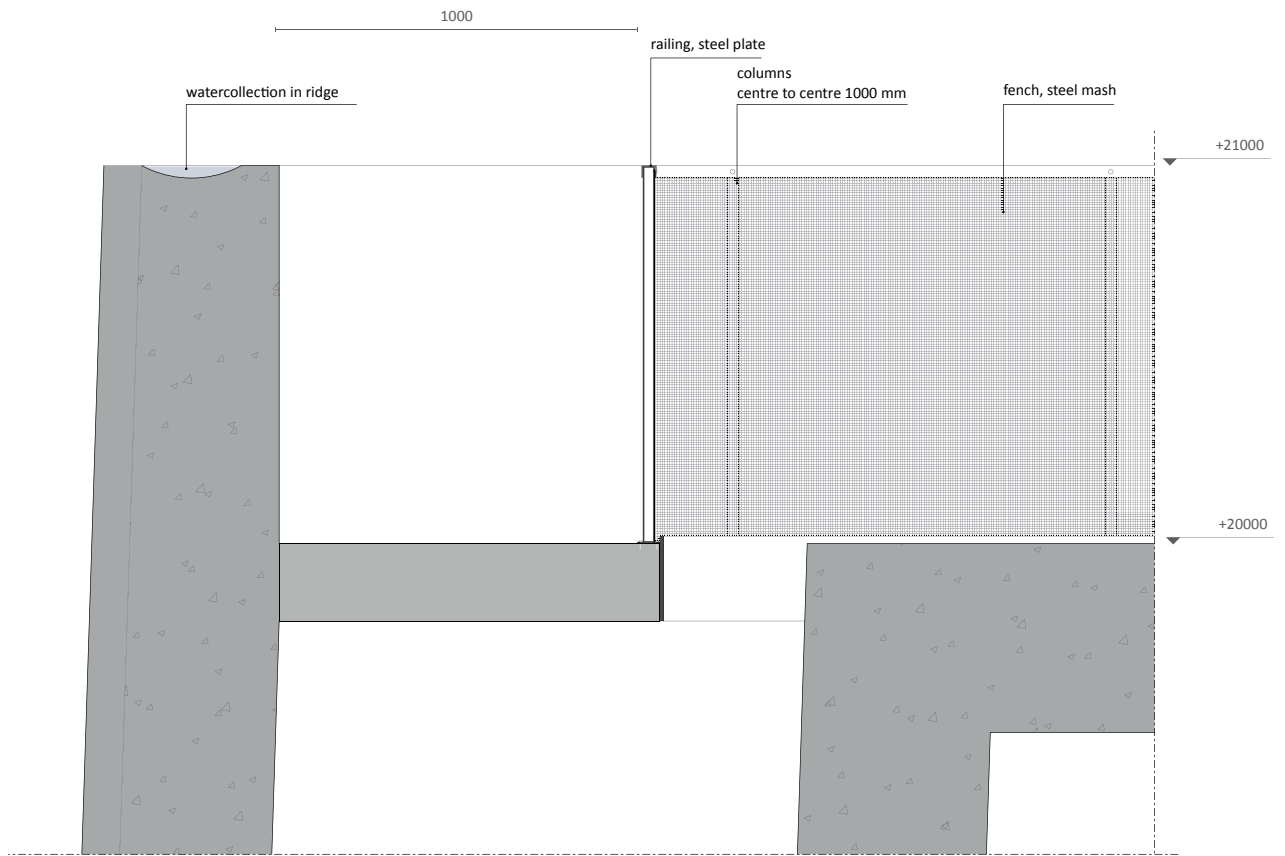 1000
railing, steel plate
columns
centre to centre 1000 mm
watercollection in ridge
fench, steel mash
+21000
+20000